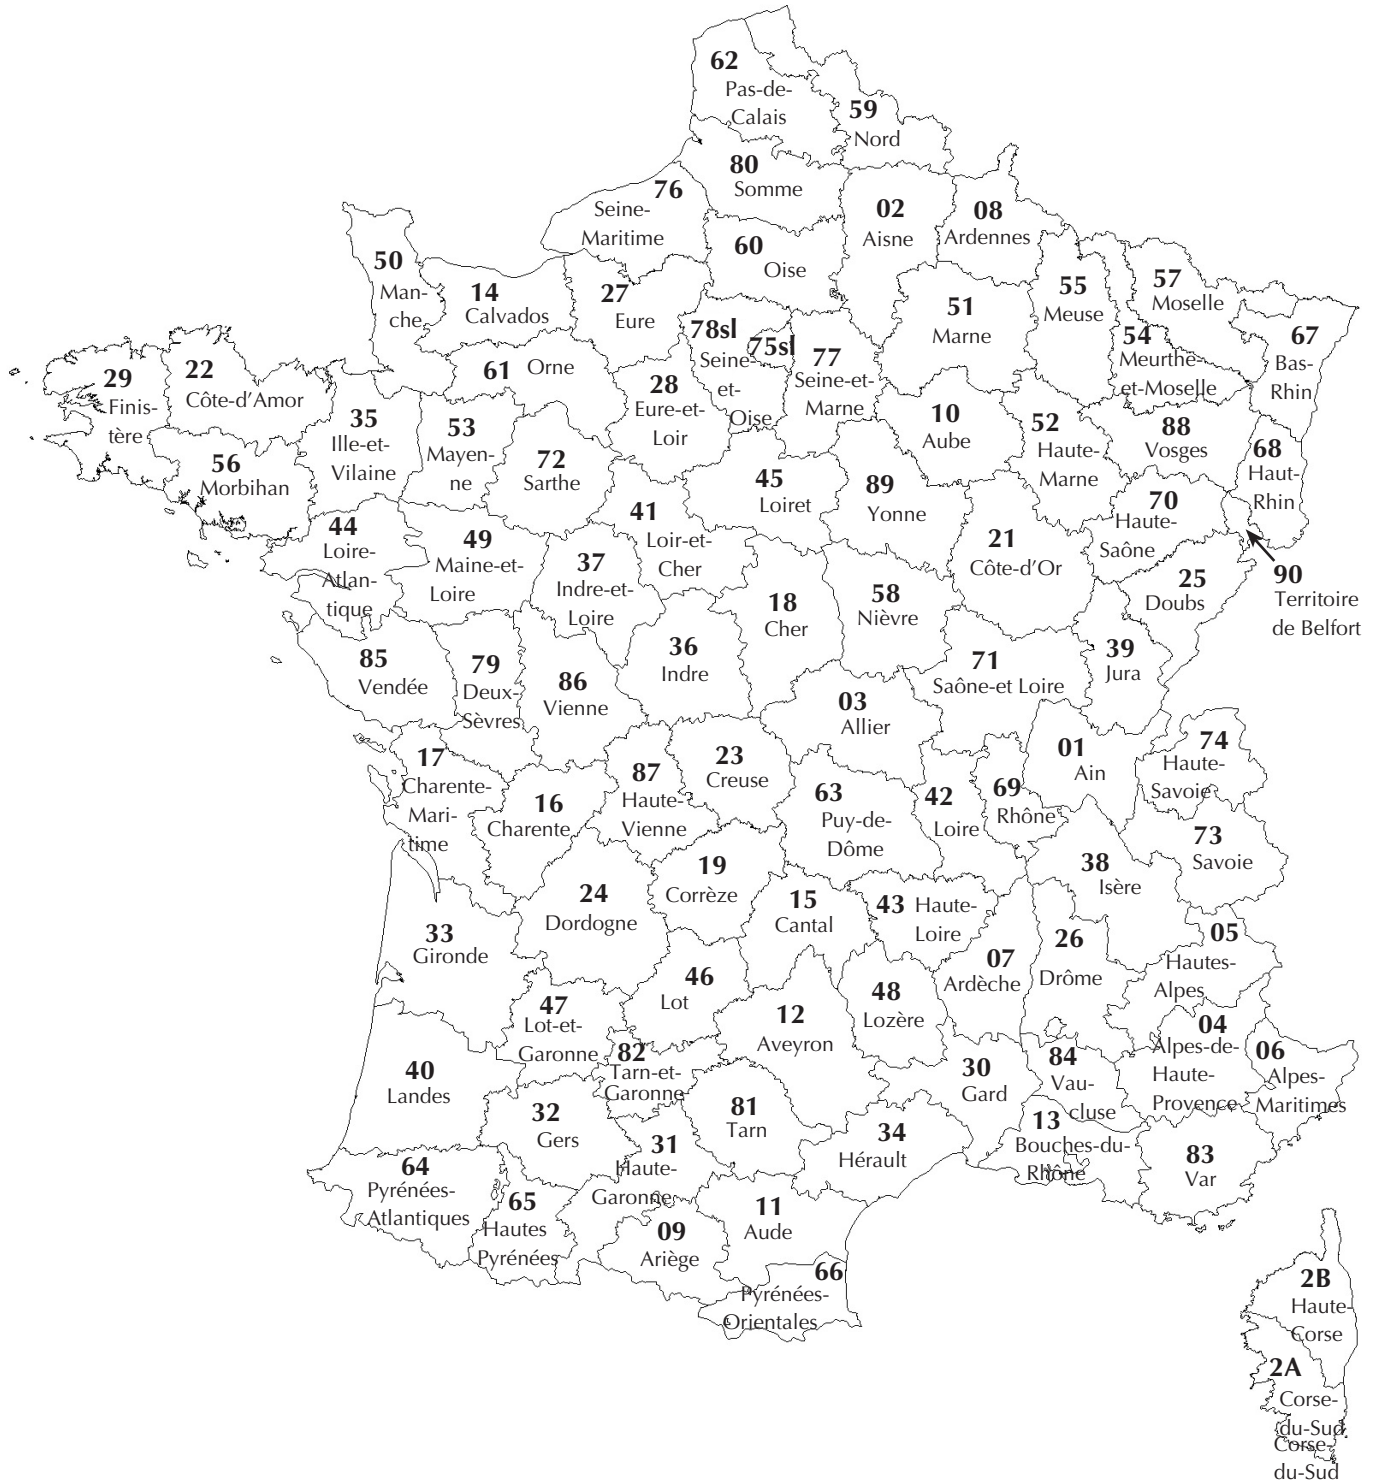 62
Pas-de-
Calais
59
Nord
80
Somme
76
Seine-
Maritime
02
Aisne
08
Ardennes
60
Oise
50
Man-
che
14
Calvados
27
Eure
78sl
Seine-
et-
Oise
75sl
77
Seine-et-
Marne
51
Marne
55
Meuse
57
Moselle
54
Meurthe-
et-Moselle
67
Bas-
Rhin
29
Finis-
tère
22
Côte-d'Amor
61 Orne
28
Eure-et-
Loir
35
Ille-et-
Vilaine
53
Mayen-
ne
72
Sarthe
10
Aube
52
Haute-
Marne
88
Vosges
68
Haut-
Rhin
56
Morbihan
45
Loiret
89
Yonne
70
Haute-
Saône
41
Loir-et-
Cher
44
Loire-
Atlan-
tique
49
Maine-et-
Loire
37
Indre-et-
Loire
21
Côte-d'Or
25
Doubs
90
Territoire
de Belfort
18
Cher
58
Nièvre
36
Indre
85
Vendée
79
Deux-
Sèvres
86
Vienne
71
Saône-et Loire
39
Jura
03
Allier
17
Charente-
Mari-
time
16
Charente
87
Haute-
Vienne
23
Creuse
63
Puy-de-
Dôme
42
Loire
69
Rhône
01
Ain
74
Haute-
Savoie
73
Savoie
38
Isère
19
Corrèze
24
Dordogne
15
Cantal
43 Haute-
Loire
33
Gironde
07
Ardèche
26
Drôme
05
Hautes-
Alpes
46
Lot
47
Lot-et-
Garonne
12
Aveyron
48
Lozère
04
Alpes-de-
Haute-
Provence
06
Alpes-
Maritimes
82
Tarn-et-
Garonne
40
Landes
30
Gard
84
Vau-
cluse
32
Gers
81
Tarn
34
Hérault
13
Bouches-du-
Rhône
83
Var
31
Haute-
Garonne
64
Pyrénées-
Atlantiques
65
Hautes
Pyrénées
09
Ariège
11
Aude
66
Pyrénées-
Orientales
2B
Haute-
Corse
2A
Corse-
du-Sud
Corse-
du-Sud